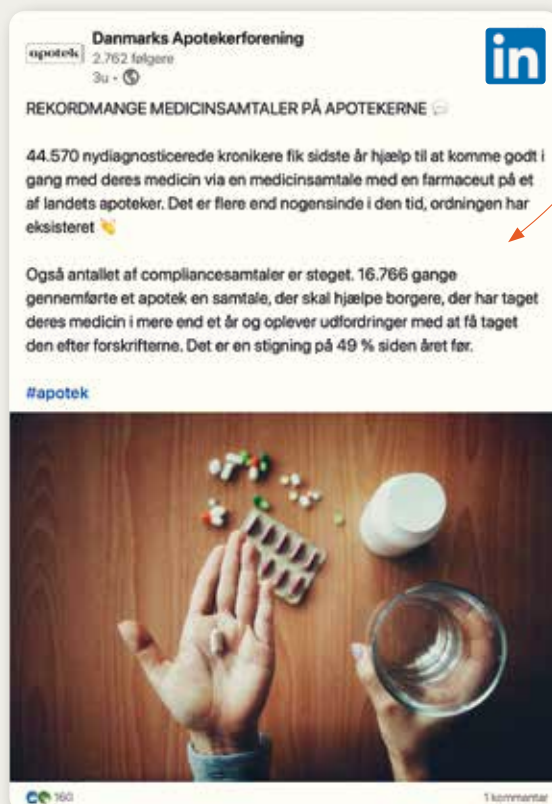 apotek
Danmarks Apotekerforening
2.762 følgere
3u •
in
REKORDMANGE MEDICINSAMTALER PÅ APOTEKERNE
44.570 nydiagnosticerede kronikere fik sidste år hjælp til at komme godt i
gang med deres medicin via en medicinsamtale med en farmaceut på et
af landets apoteker. Det er flere end nogensinde i den tid, ordningen har
eksisteret
Også antallet af compliancesamtaler er steget. 16.766 gange
gennemførte et apotek en samtale, der skal hjælpe borgere, der har taget
deres medicin i mere end et år og oplever udfordringer med at få taget
den efter forskrifterne. Det er en stigning på 49 % siden året før.
#apotek
160
1 kommentar